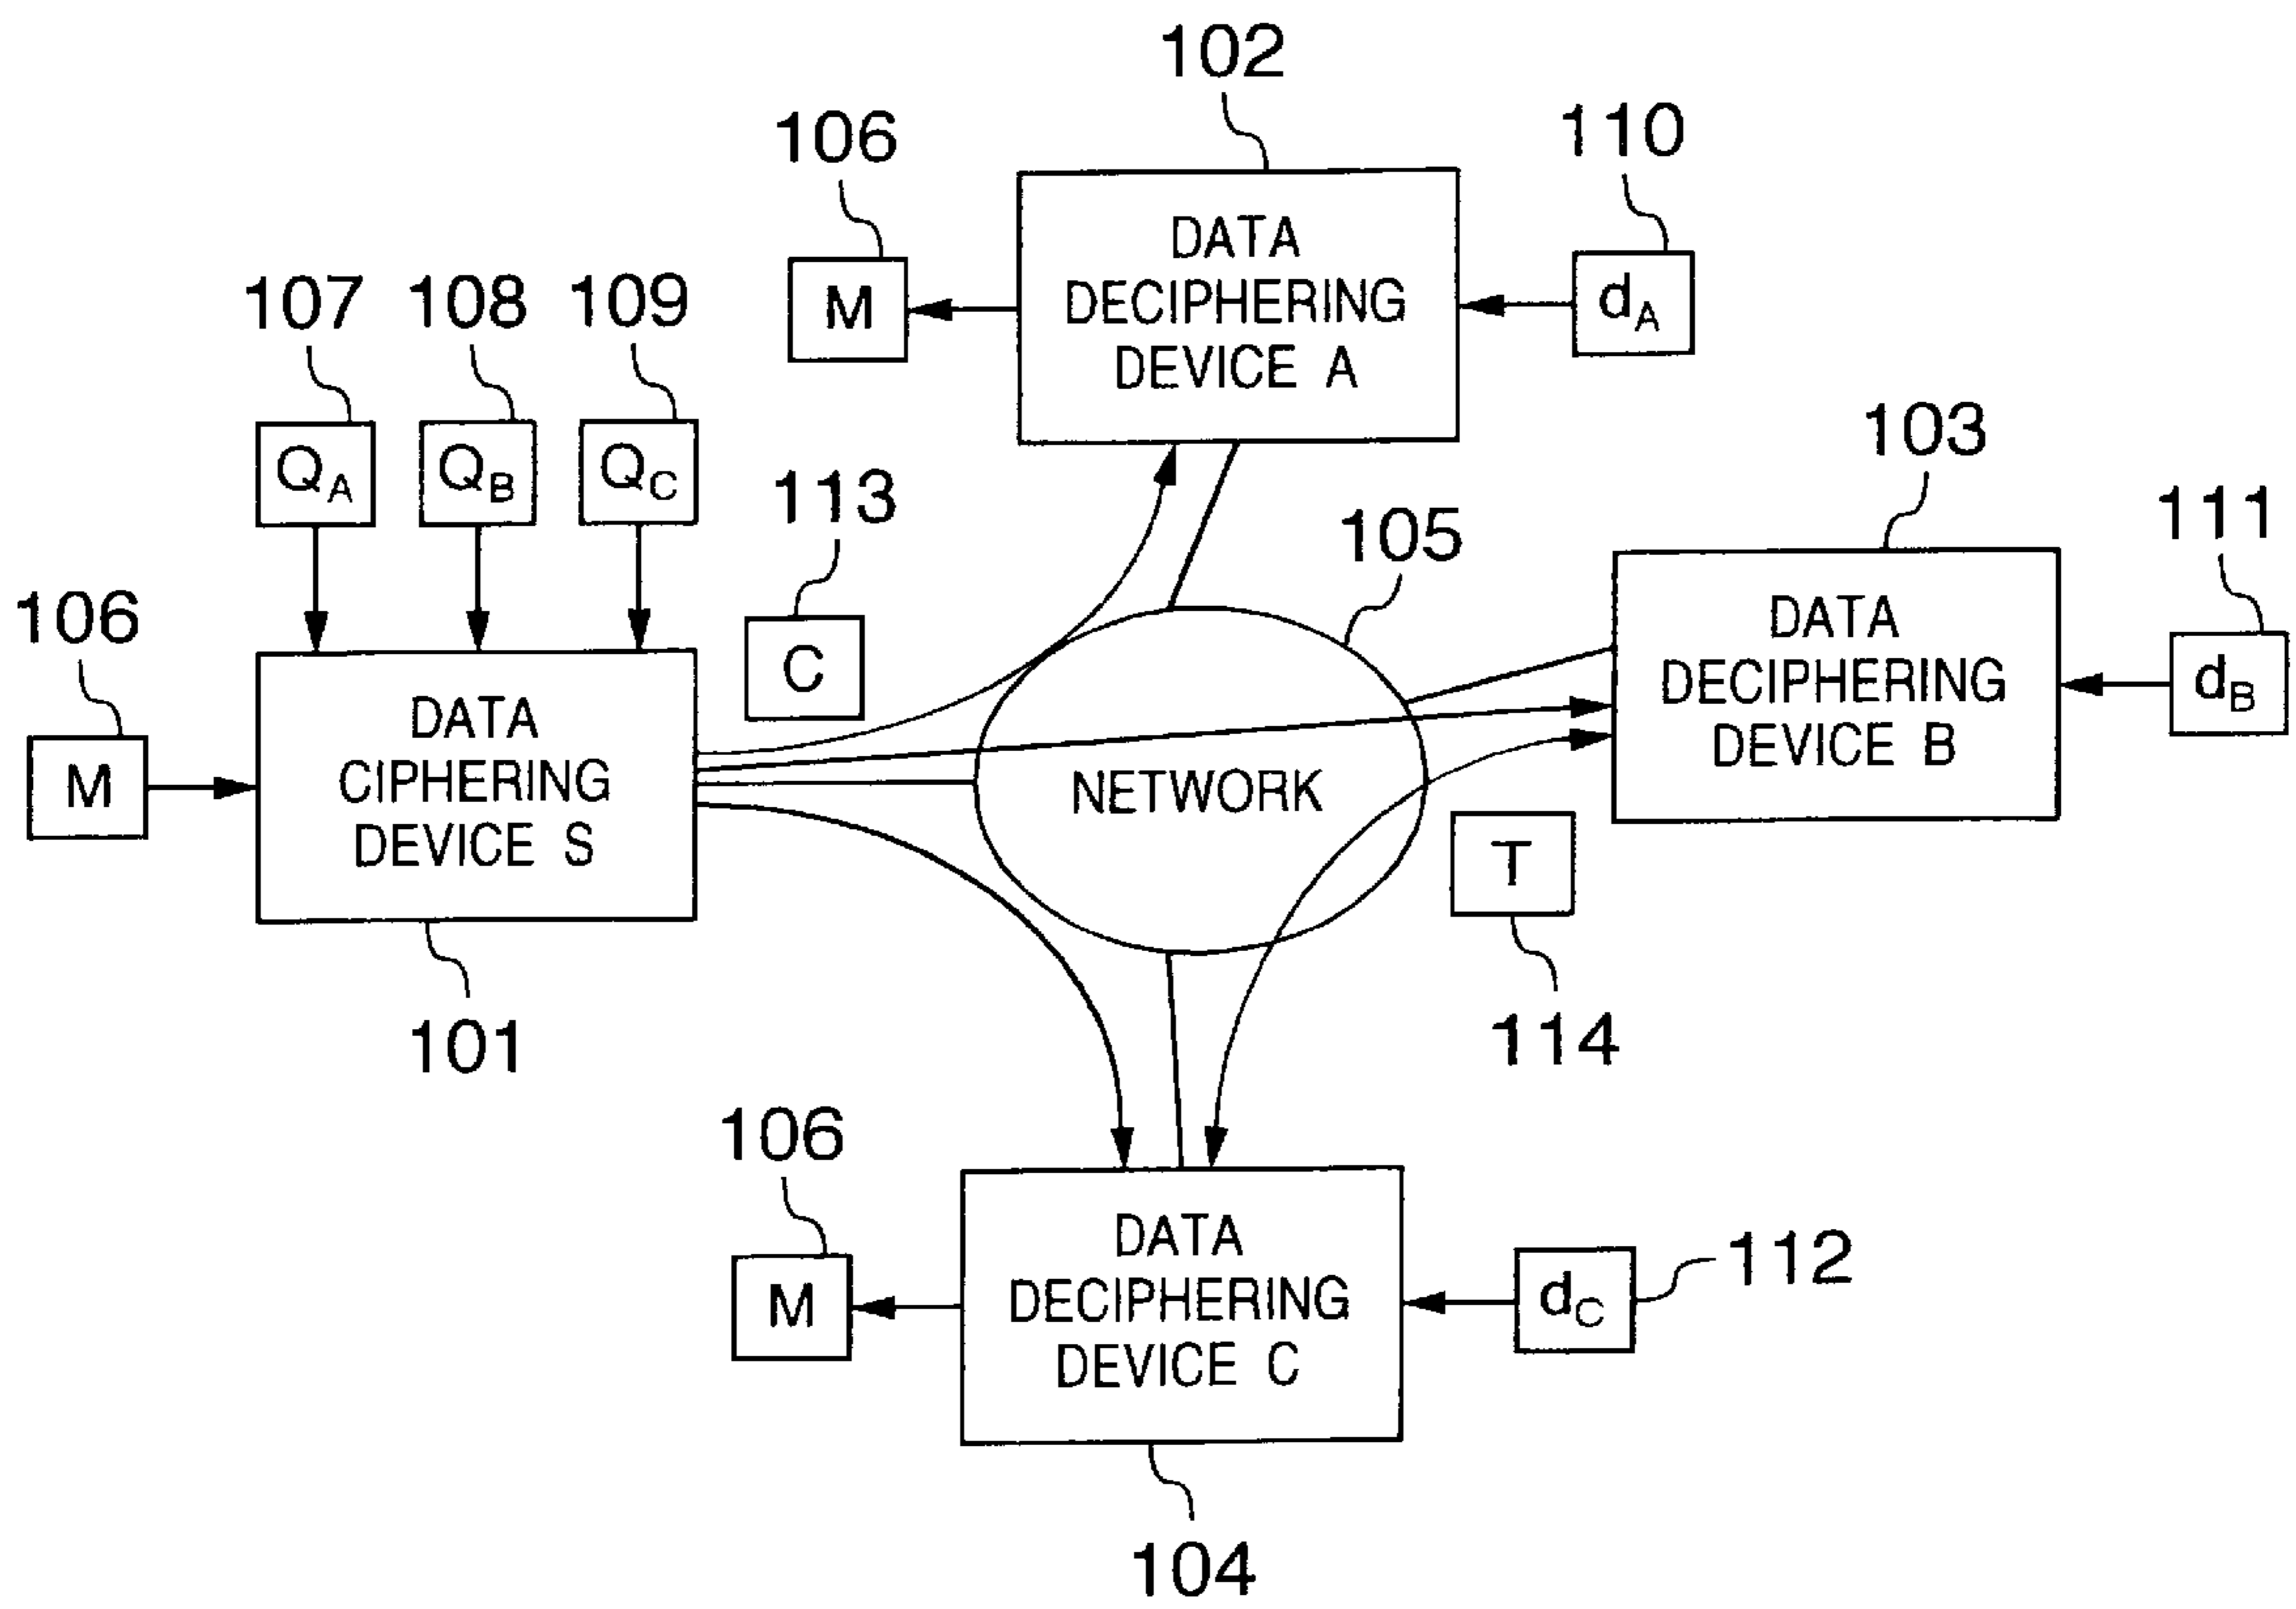 102
106
110
DATA
DECIPHERING
DEVICE A
M
dA
107
108
109
QA
QB
QC
113
C
105
103
111
DATA
DECIPHERING
DEVICE B
dB
106
M
DATA
CIPHERING
DEVICE S
NETWORK
T
101
114
106
DATA
DECIPHERING
DEVICE C
M
dC
112
104